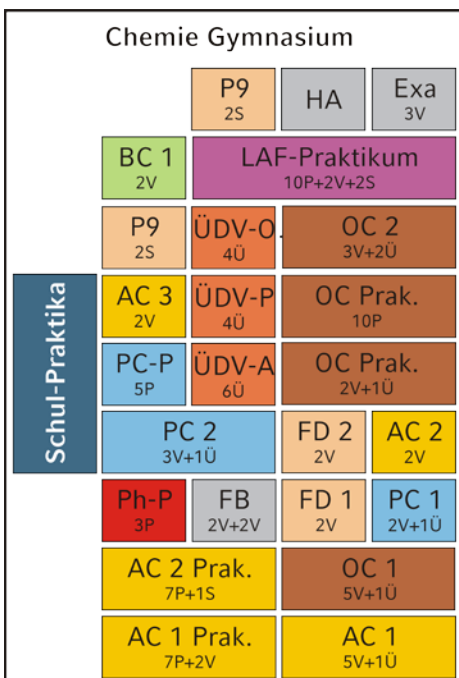 Chemie Gymnasium
P9
2S
HA
Exa
3V
BC 1
2V
LAF-Praktikum
10P+2V+2S
P9
2S
ÜDV-O.
4Ü
OC 2
3V+2Ü
Schul-Praktika
AC 3
2V
ÜDV-P
4Ü
OC Prak.
10P
PC-P
5P
ÜDV-A
6Ü
OC Prak.
2V+1Ü
PC 2
3V+1Ü
FD 2
2V
AC 2
2V
Ph-P
3P
FB
2V+2V
FD 1
2V
PC 1
2V+1Ü
AC 2 Prak.
7P+1S
OC 1
5V+1Ü
AC 1 Prak.
7P+2V
AC 1
5V+1Ü